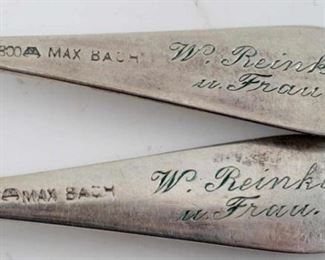 800 MAX BACH
W. Reink
u. Frau.
MAX BACH
W. Reink
u. Frau.